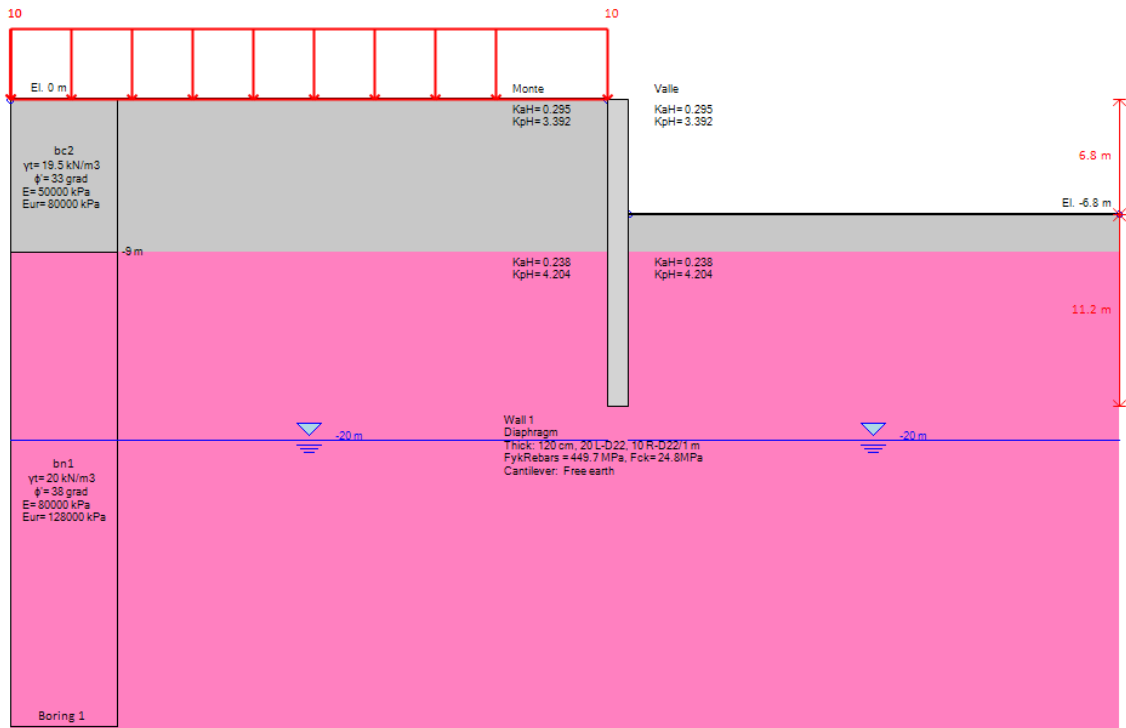 10
10
El. 0 m
Monte
Valle
KaH= 0.295
KpH= 3.392
KaH= 0.295
KpH= 3.392
bc2
γt= 19.5 kN/m3
ϕ'= 33 grad
E= 50000 kPa
Eur= 80000 kPa
6.8 m
El. -6.8 m
-9 m
KaH= 0.238
KpH= 4.204
KaH= 0.238
KpH= 4.204
11.2 m
Wall 1
Diaphragm
Thick: 120 cm, 20 L-D22, 10 R-D22/1 m
FykRebars = 449.7 MPa, Fck= 24.8MPa
Cantilever: Free earth
-20 m
-20 m
bn1
γt= 20 kN/m3
ϕ'= 38 grad
E= 80000 kPa
Eur= 128000 kPa
Boring 1